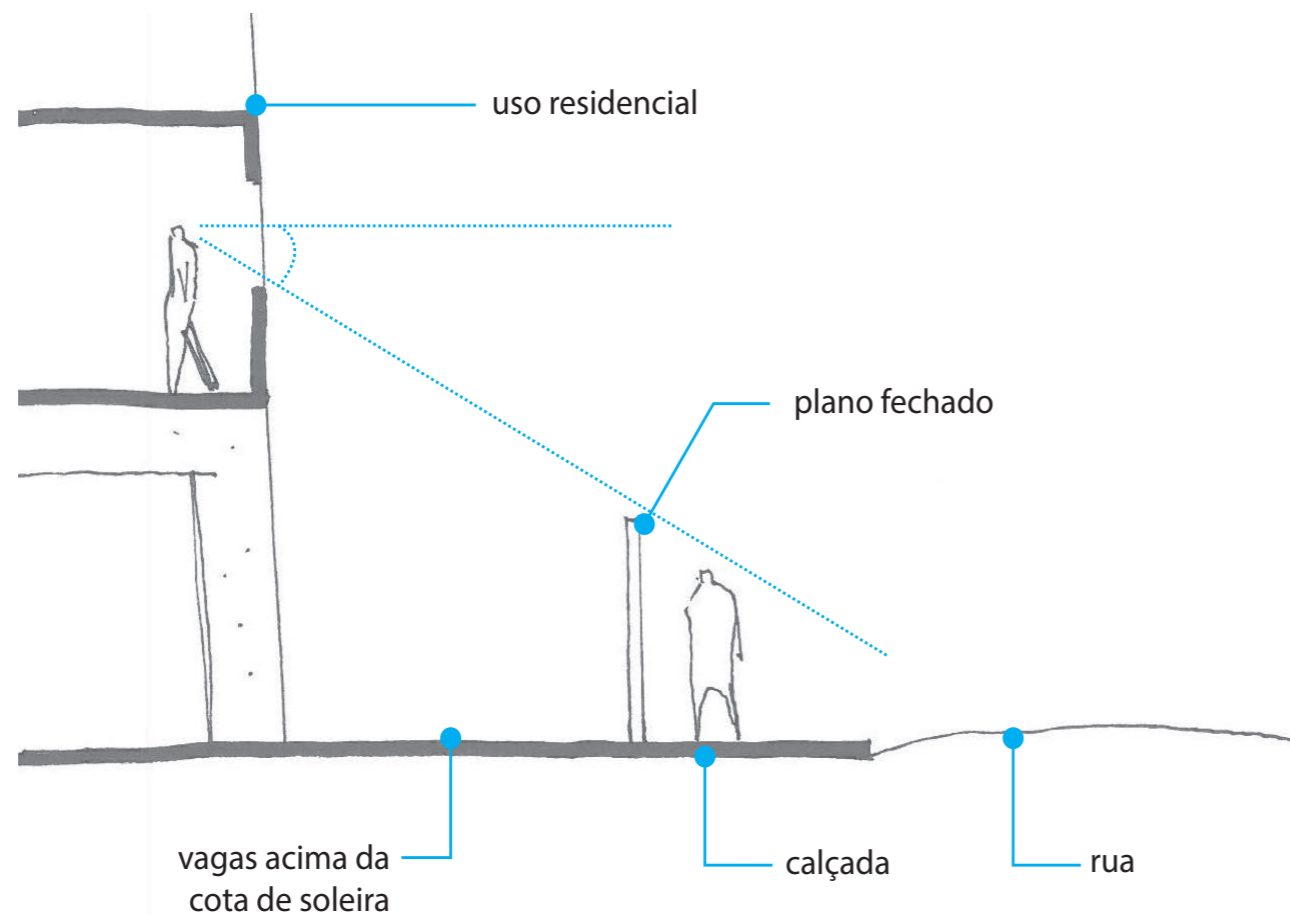 uso residencial
plano fechado
vagas acima da
cota de soleira
calçada
rua